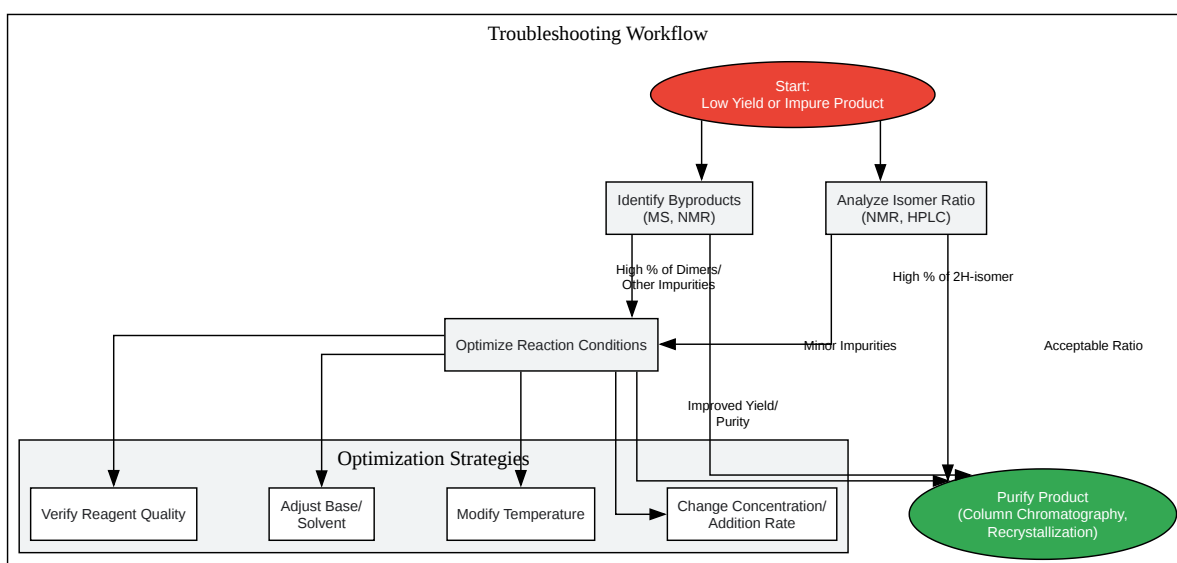 Troubleshooting Workflow
Start:
Low Yield or Impure Product
Identify Byproducts
(MS, NMR)
Analyze Isomer Ratio
(NMR, HPLC)
High % of Dimers/
Other Impurities
High % of 2H-isomer
Optimize Reaction Conditions
Minor Impurities
Acceptable Ratio
Improved Yield/
Purity
Optimization Strategies
Verify Reagent Quality
Adjust Base/
Solvent
Modify Temperature
Change Concentration/
Addition Rate
Purify Product
(Column Chromatography,
Recrystallization)